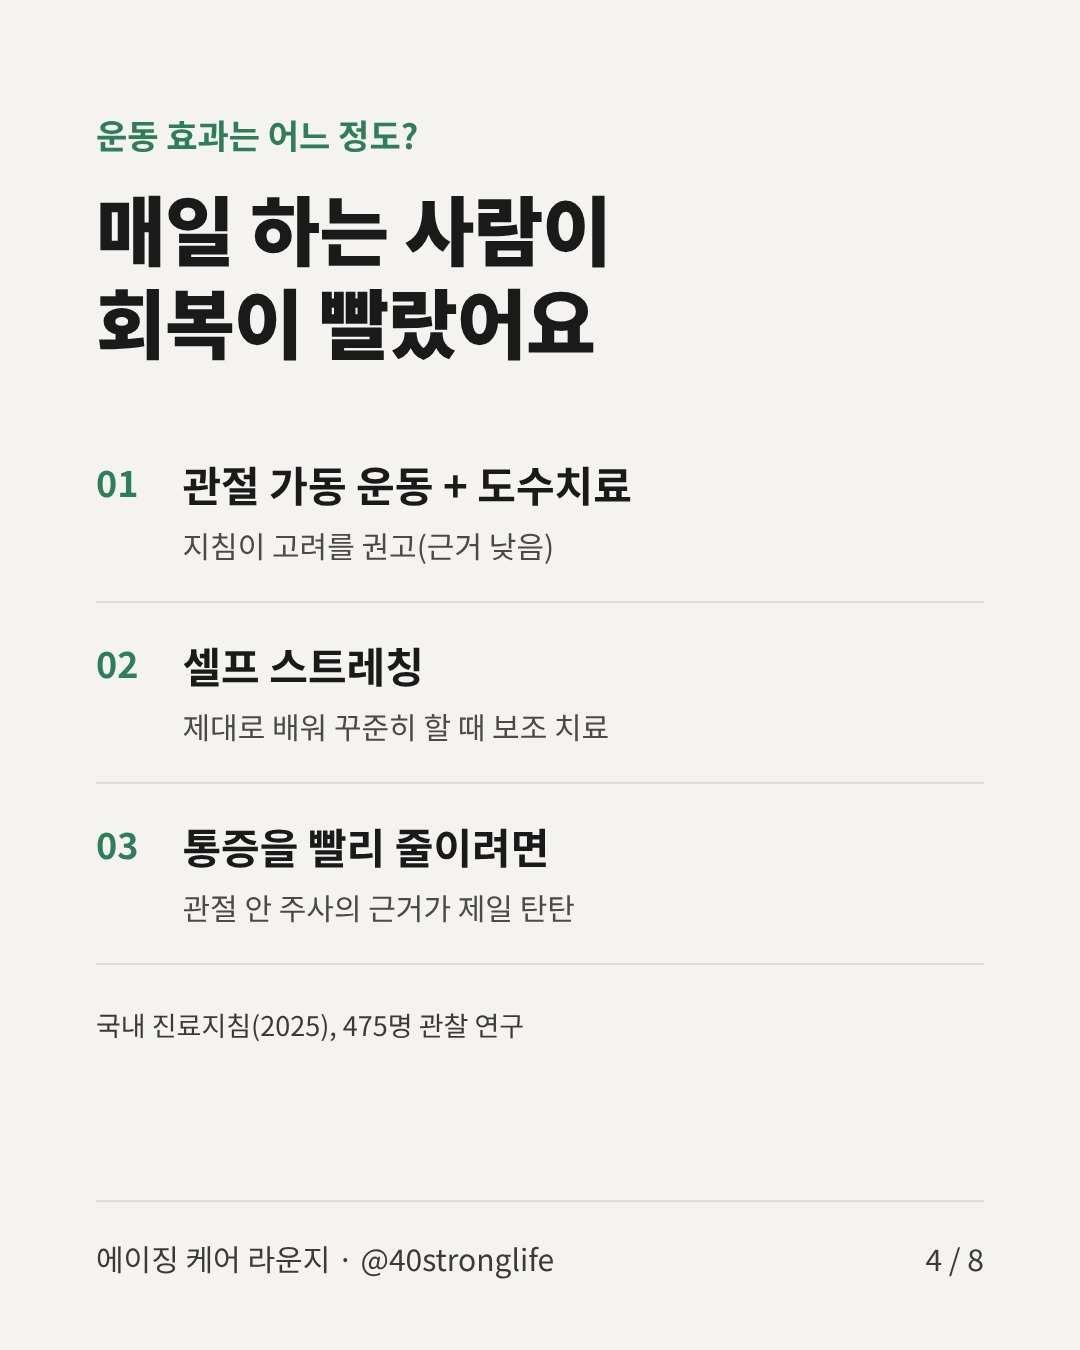 운동 효과는 어느 정도?
매일 하는 사람이
회복이 빨랐어요
01 관절 가동 운동 + 도수치료
지침이 고려를 권고(근거 낮음)
02 셀프 스트레칭
제대로 배워 꾸준히 할 때 보조 치료
03 통증을 빨리 줄이려면
관절 안 주사의 근거가 제일 탄탄
국내 진료지침(2025), 475명 관찰 연구
에이징 케어 라운지 · @40stronglife 4 / 8